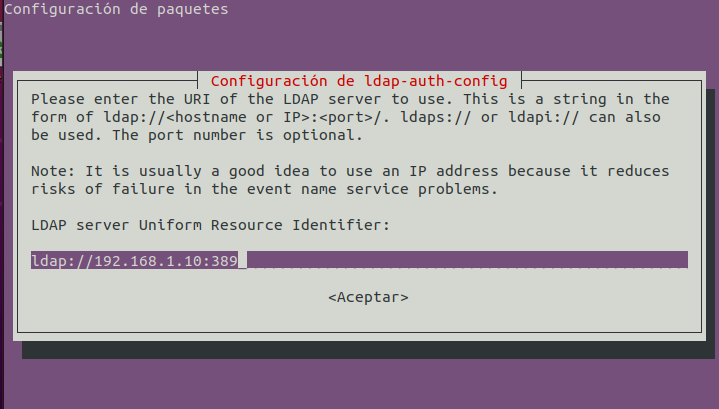 Configuración de paquetes
Configuración de ldap-auth-config
Please enter the URI of the LDAP server to use. This is a string in the
form of ldap://<hostname or IP>:<port>/. ldaps:// or ldapi:// can also
be used. The port number is optional.
Note: It is usually a good idea to use an IP address because it reduces
risks of failure in the event name service problems.
LDAP server Uniform Resource Identifier:
ldap://192.168.1.10:389
<Aceptar>